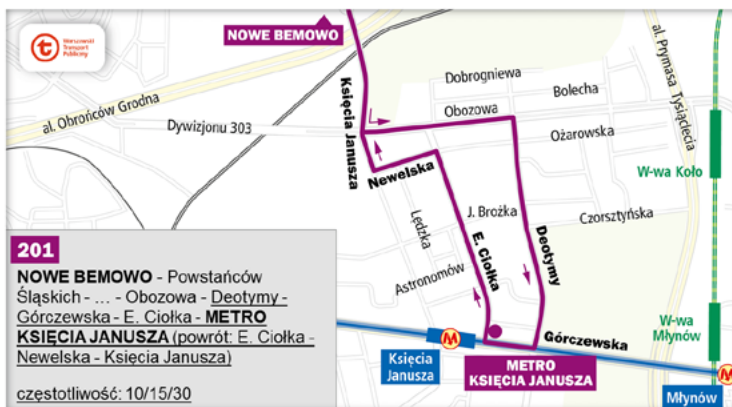 Warszawski
Transport
Publiczny
NOWE BEMOWO
al. Obrońców Grodna
Dywizjonu 303
Księcia Janusza
Dobrogniewa
Bolecha
Obozowa
Ożarowska
al. Prymasa Tysiąclecia
W-wa Koło
Newelska
Lędzka
J. Brożka
Czorsztyńska
Deotymy
E. Ciołka
Astronomów
W-wa
Młynów
Górczewska
M
Księcia
Janusza
METRO
KSIĘCIA JANUSZA
M
Młynów
201
NOWE BEMOWO - Powstańców
Śląskich - ... - Obozowa - Deotymy -
Górczewska - E. Ciołka - METRO
KSIĘCIA JANUSZA (powrót: E. Ciołka -
Newelska - Księcia Janusza)
częstotliwość: 10/15/30